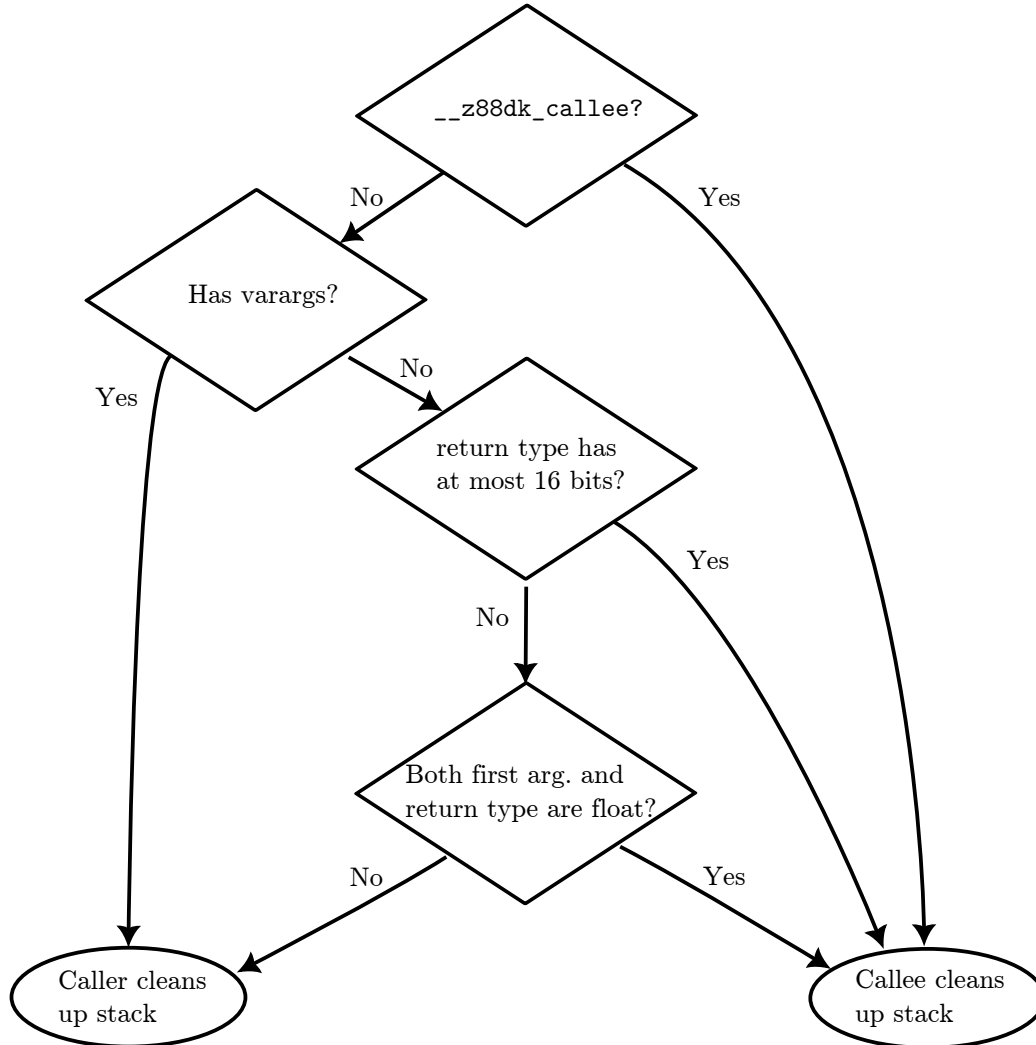 __z88dk_callee?
No
Yes
Has varargs?
No
Yes
return type has
at most 16 bits?
Yes
No
Both first arg. and
return type are float?
No
Yes
Caller cleans
up stack
Callee cleans
up stack